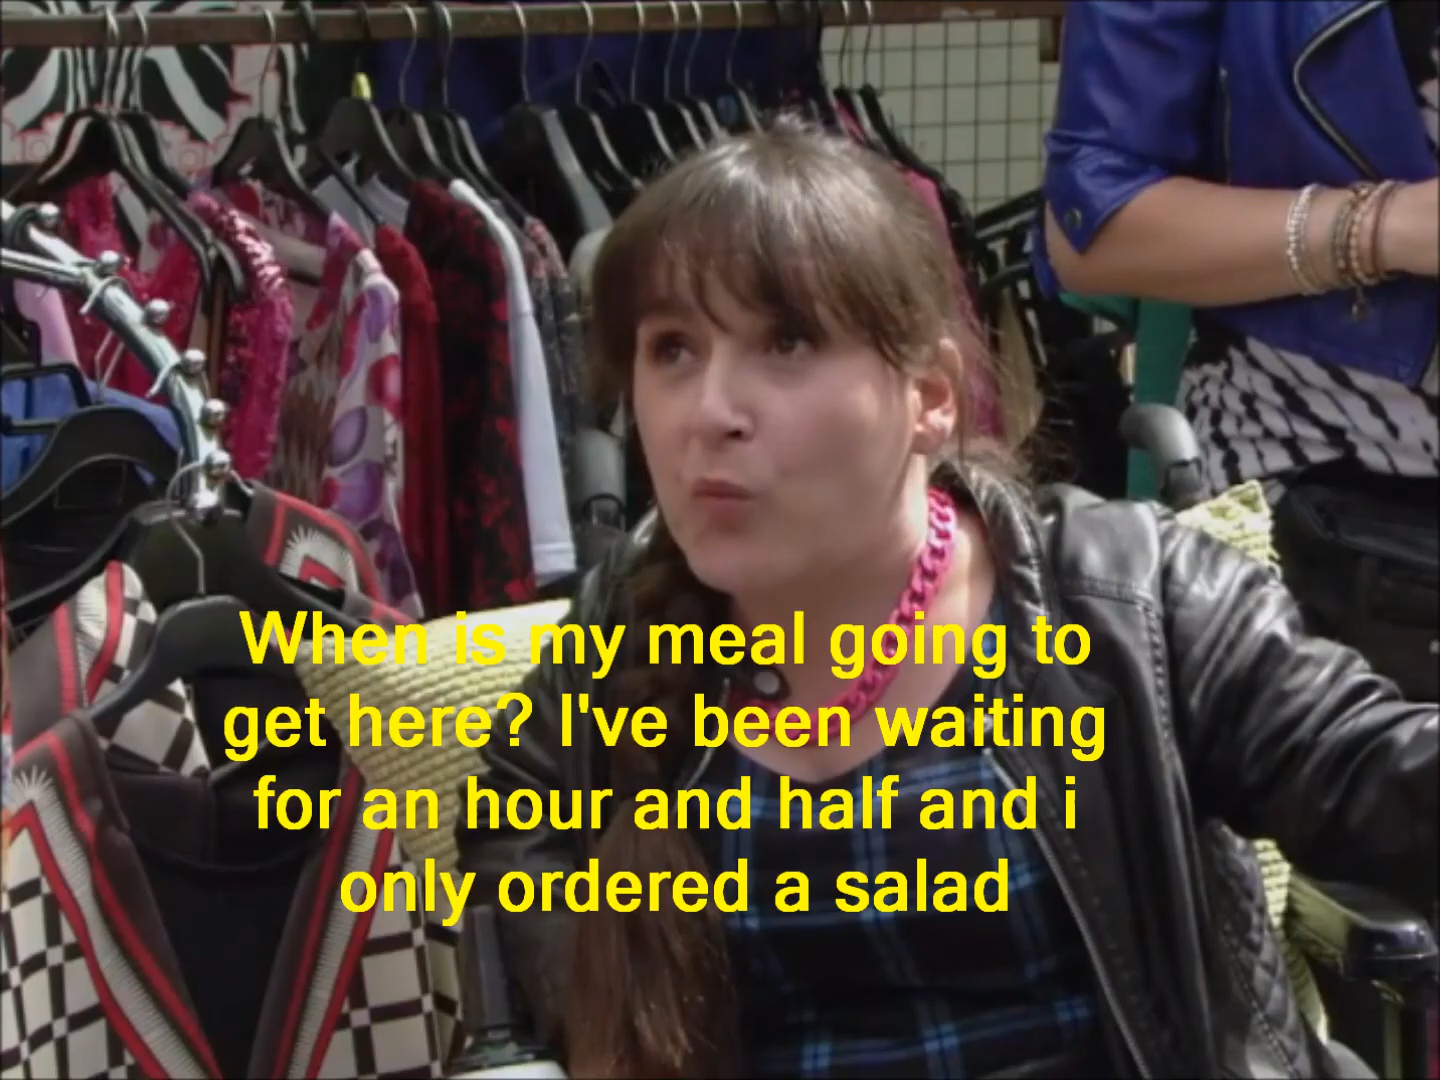 When is my meal going to
get here? I've been waiting
for an hour and half and i
only ordered a salad